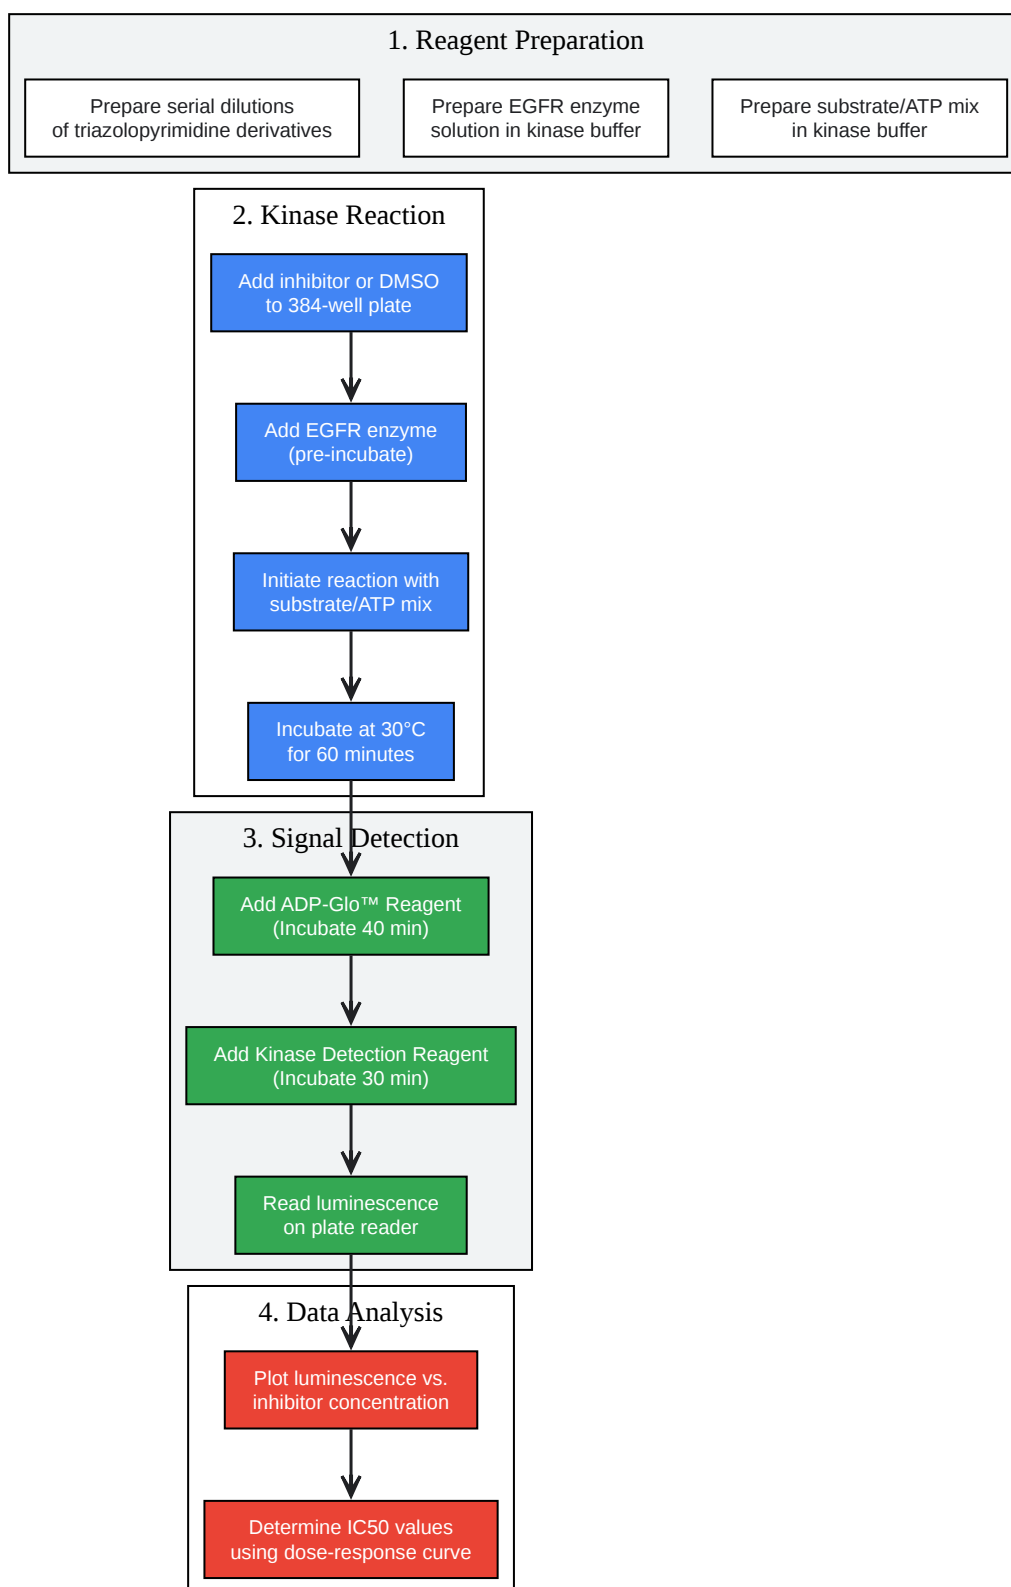 1. Reagent Preparation
Prepare serial dilutions
of triazolopyrimidine derivatives
Prepare EGFR enzyme
solution in kinase buffer
Prepare substrate/ATP mix
in kinase buffer
2. Kinase Reaction
Add inhibitor or DMSO
to 384-well plate
Add EGFR enzyme
(pre-incubate)
Initiate reaction with
substrate/ATP mix
Incubate at 30°C
for 60 minutes
3. Signal Detection
Add ADP-Glo™ Reagent
(Incubate 40 min)
Add Kinase Detection Reagent
(Incubate 30 min)
Read luminescence
on plate reader
4. Data Analysis
Plot luminescence vs.
inhibitor concentration
Determine IC50 values
using dose-response curve